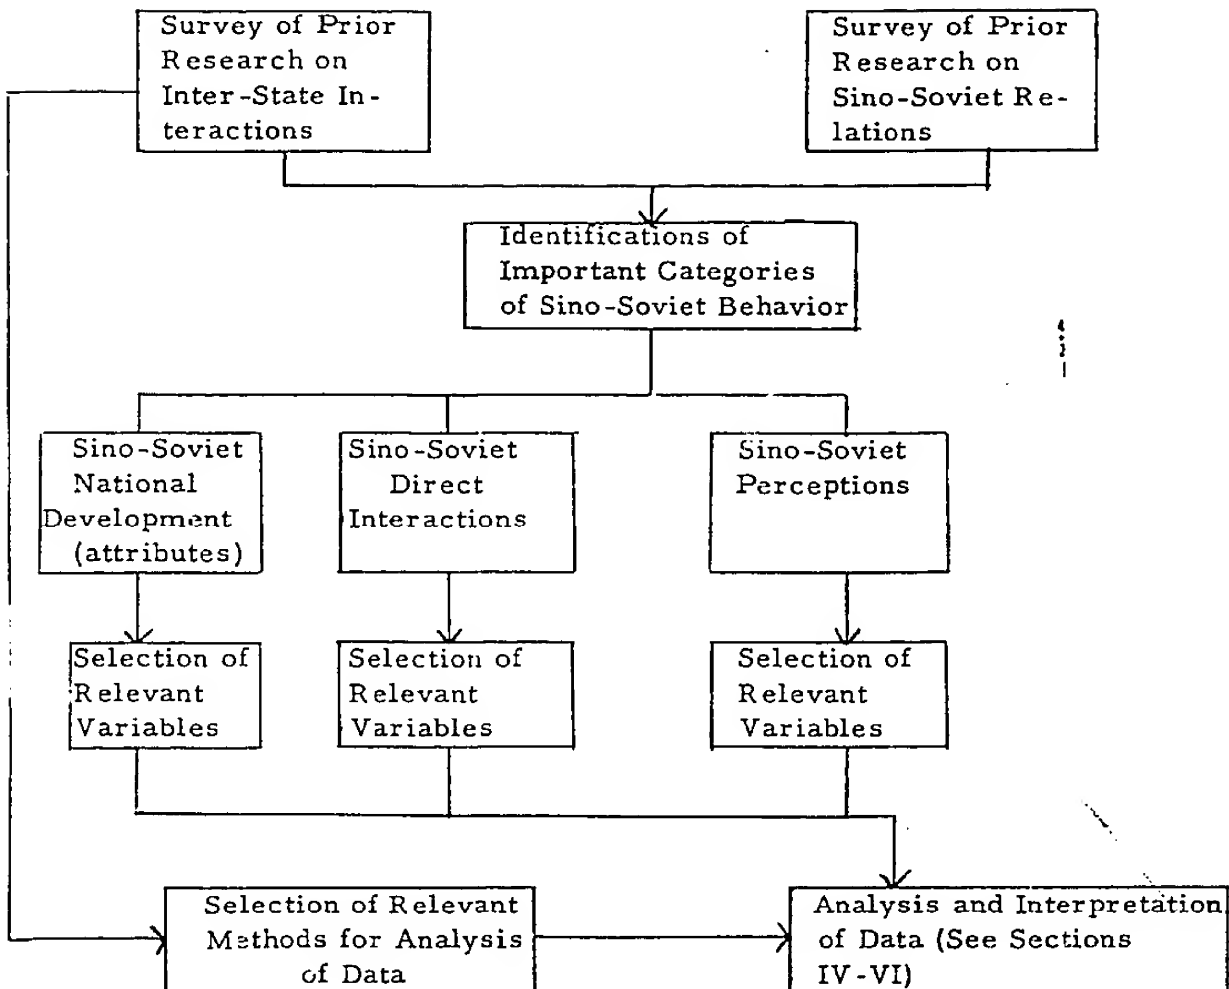 Survey of Prior
Research on
Inter-State In-
teractions
Survey of Prior
Research on
Sino-Soviet Re-
lations
Identifications of
Important Categories
of Sino-Soviet Behavior
Sino-Soviet
National
Development
(attributes)
Sino-Soviet
Direct
Interactions
Sino-Soviet
Perceptions
Selection of
Relevant
Variables
Selection of
Relevant
Variables
Selection of
Relevant
Variables
Selection of Relevant
Methods for Analysis
of Data
Analysis and Interpretation
of Data (See Sections
IV-VI)